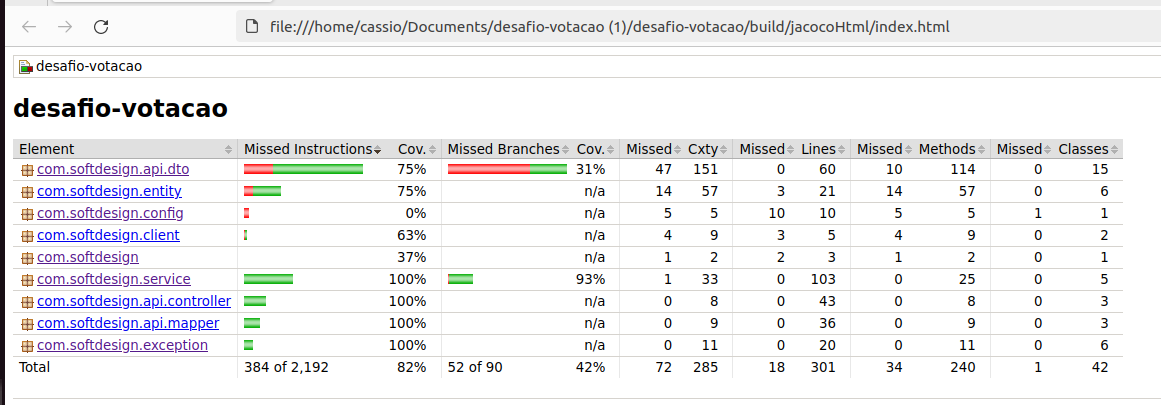 file:///home/cassio/Documents/desafio-votacao (1)/desafio-votacao/build/jacocoHtml/index.html
desafio-votacao
desafio-votacao
Element Missed Instructions Cov. Missed Branches Cov. Missed Cxty Missed Lines Missed Methods Missed Classes
com.softdesign.api.dto 75% 31% 47 151 0 60 10 114 0 15
com.softdesign.entity 75% n/a 14 57 3 21 14 57 0 6
com.softdesign.config 0% n/a 5 5 10 10 5 5 1 1
com.softdesign.client 63% n/a 4 9 3 5 4 9 0 2
com.softdesign 37% n/a 1 2 2 3 1 2 0 1
com.softdesign.service 100% 93% 1 33 0 103 0 25 0 5
com.softdesign.api.controller 100% n/a 0 8 0 43 0 8 0 3
com.softdesign.api.mapper 100% n/a 0 9 0 36 0 9 0 3
com.softdesign.exception 100% n/a 0 11 0 20 0 11 0 6
Total 384 of 2,192 82% 52 of 90 42% 72 285 18 301 34 240 1 42